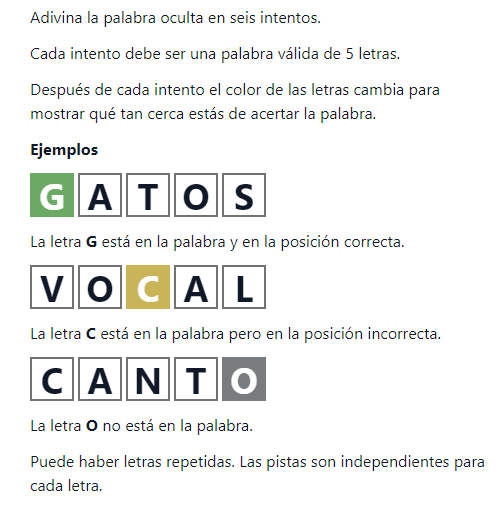 Adivina la palabra oculta en seis intentos.
Cada intento debe ser una palabra válida de 5 letras.
Después de cada intento el color de las letras cambia para
mostrar qué tan cerca estás de acertar la palabra.
Ejemplos
G A T O S
La letra G está en la palabra y en la posición correcta.
V O C A L
La letra C está en la palabra pero en la posición incorrecta.
C A N T O
La letra O no está en la palabra.
Puede haber letras repetidas. Las pistas son independientes para
cada letra.